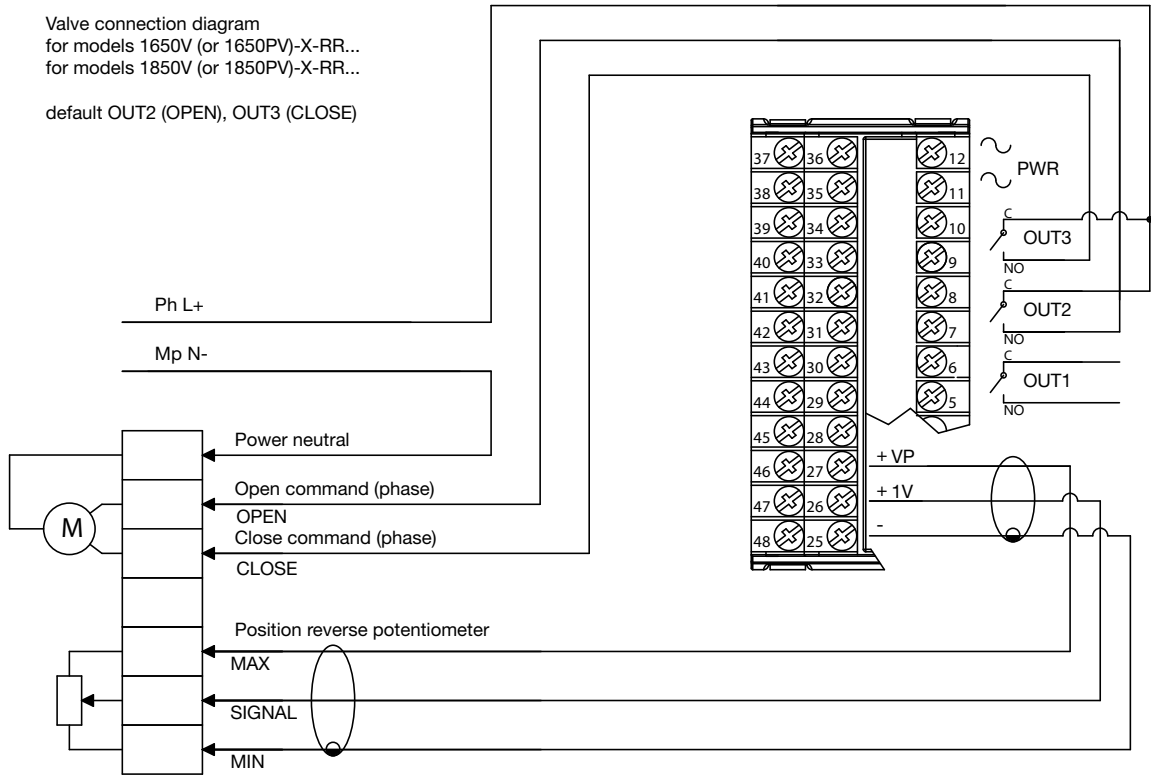 Valve connection diagram
for models 1650V (or 1650PV)-X-RR...
for models 1850V (or 1850PV)-X-RR...
default OUT2 (OPEN), OUT3 (CLOSE)
37 36 12
PWR
38 35 11
39 34 10
C
OUT3
NO
40 33 9
41 32 8
C
OUT2
NO
42 31 7
43 30 6
C
OUT1
NO
44 29 5
45 28
46 27
+ VP
47 26
+ 1V
48 25
-
Ph L+
Mp N-
Power neutral
Open command (phase)
OPEN
M
Close command (phase)
CLOSE
Position reverse potentiometer
MAX
SIGNAL
MIN